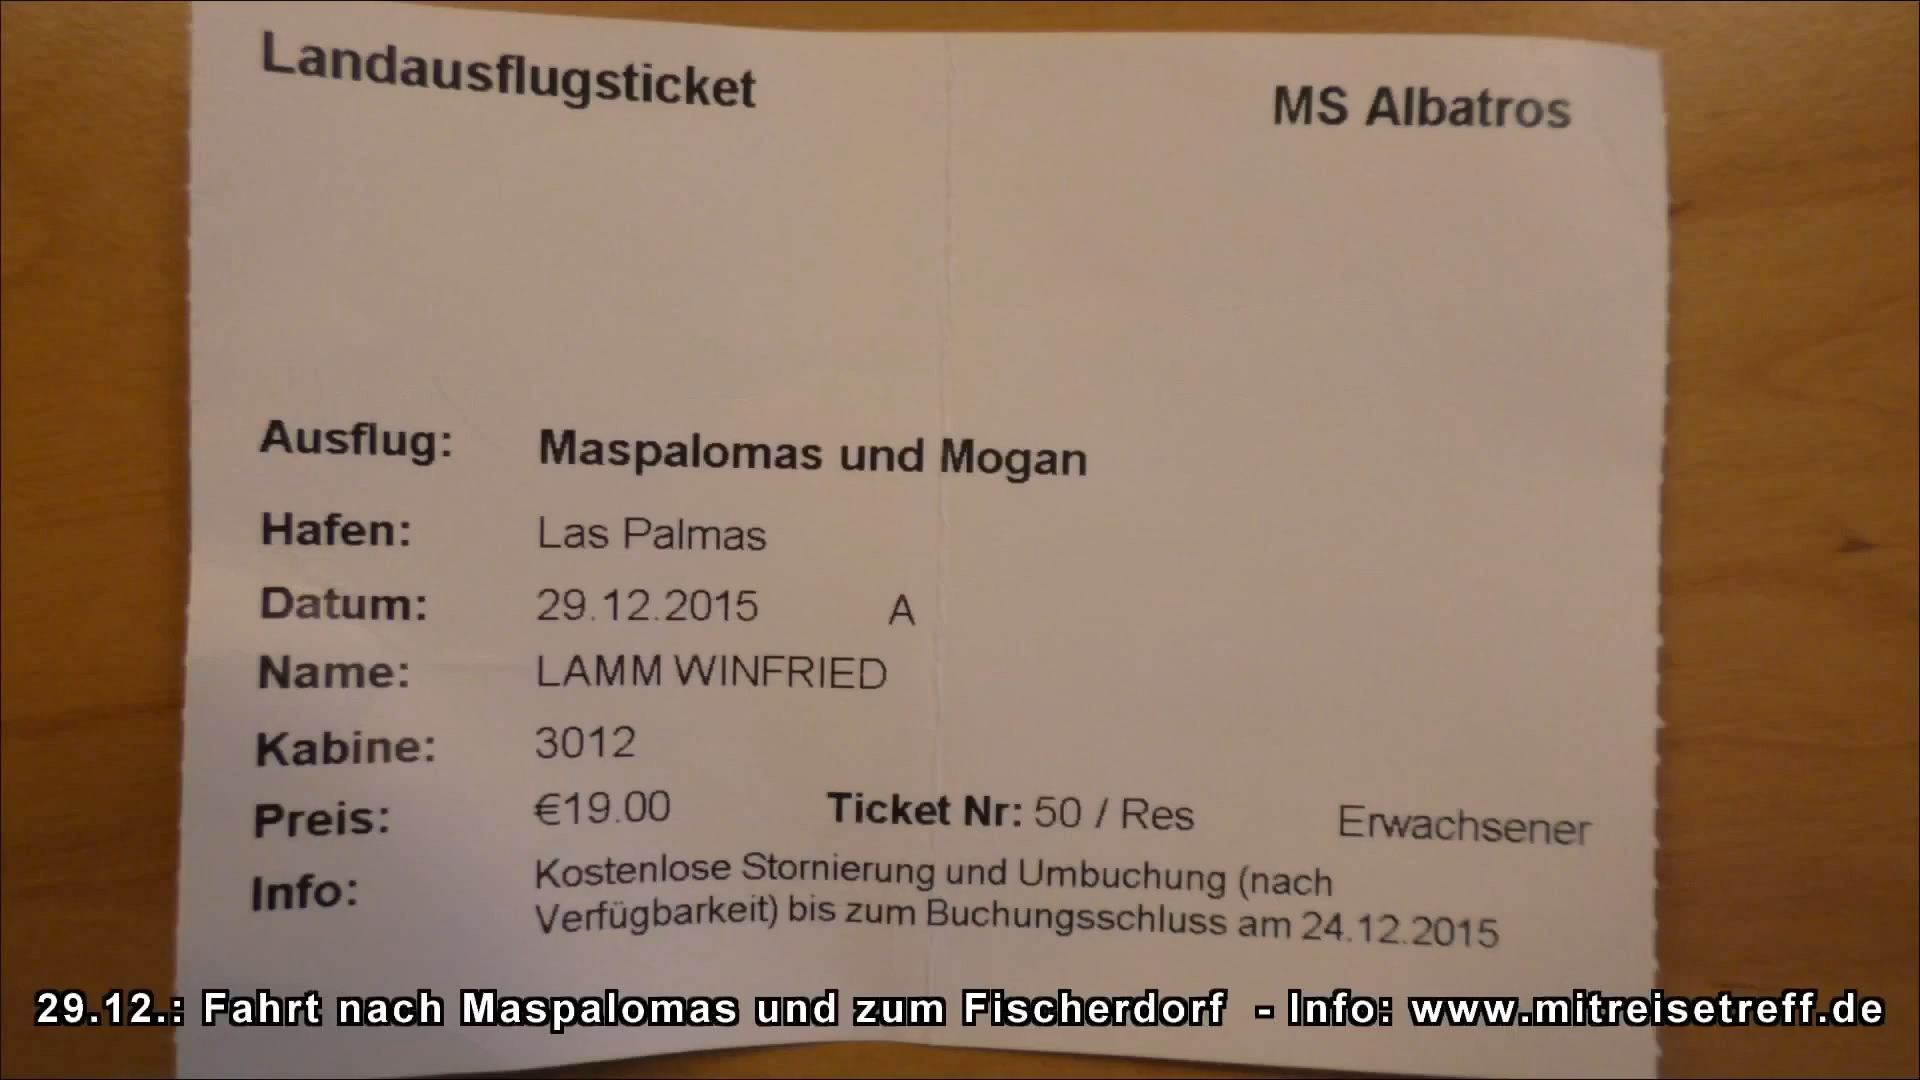 Landausflugsticket
MS Albatros
Ausflug: Maspalomas und Mogan
Hafen: Las Palmas
Datum: 29.12.2015 A
Name: LAMM WINFRIED
Kabine: 3012
Preis: €19.00 Ticket Nr: 50 / Res Erwachsener
Info: Kostenlose Stornierung und Umbuchung (nach
Verfügbarkeit) bis zum Buchungsschluss am 24.12.2015
29.12.: Fahrt nach Maspalomas und zum Fischerdorf - Info: www.mitreisetreff.de